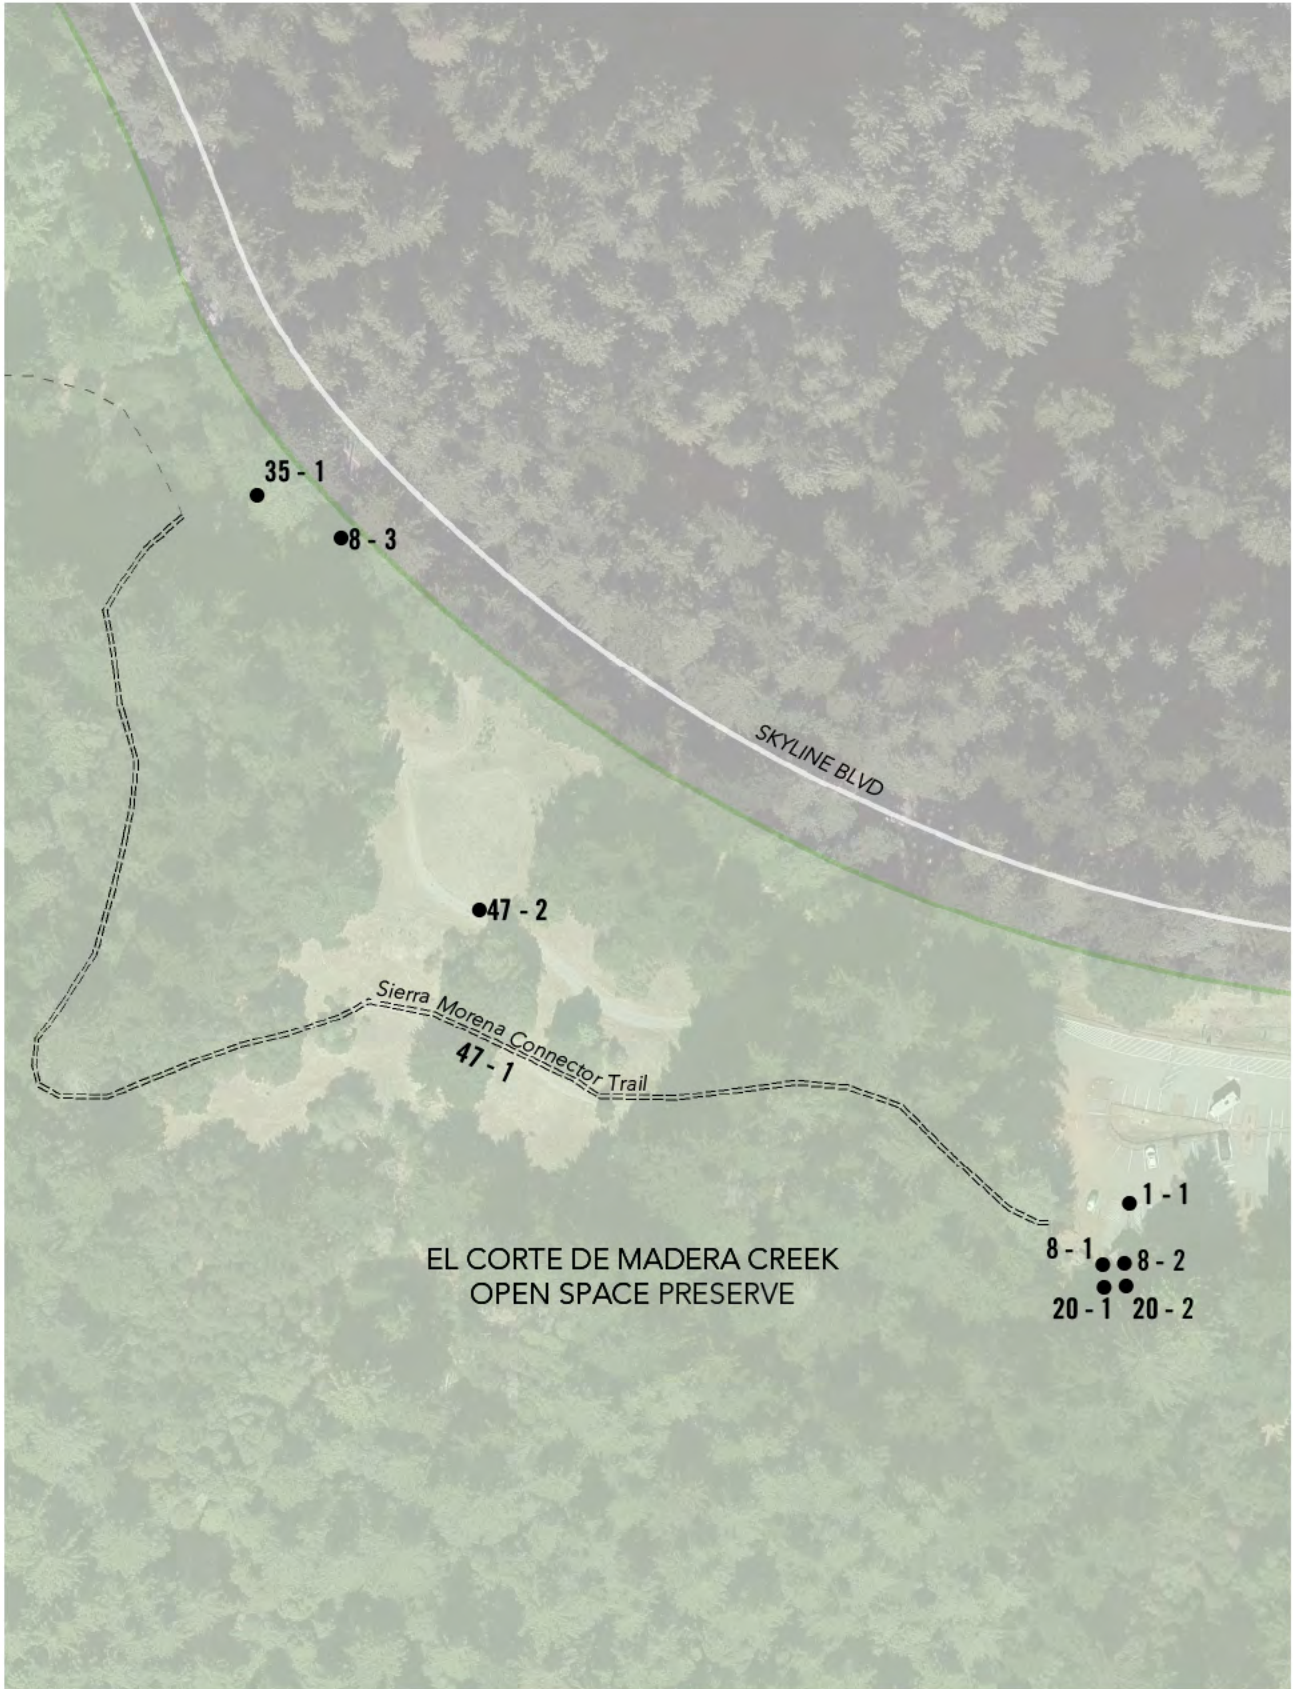 35 - 1
8 - 3
SKYLINE BLVD
47 - 2
Sierra Morena Connector Trail
47 - 1
1 - 1
8 - 1
8 - 2
EL CORTE DE MADERA CREEK
OPEN SPACE PRESERVE
20 - 1
20 - 2